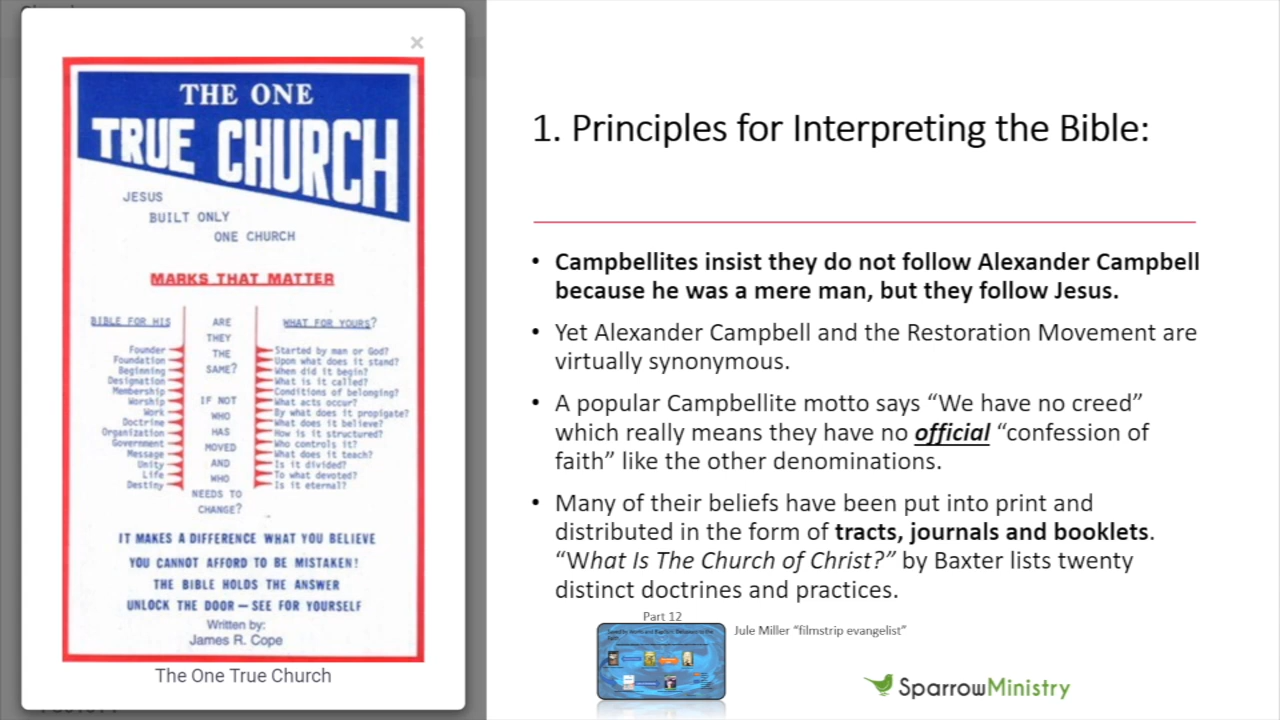 ×
THE ONE
TRUE CHURCH
JESUS
BUILT ONLY
ONE CHURCH
MARKS THAT MATTER
BIBLE FOR HIS
Founder
Foundation
Beginning
Designation
Membership
Worship
Work
Doctrine
Organization
Government
Message
Unity
Life
Destiny
ARE
THEY
THE
SAME?
IF NOT
WHO
HAS
MOVED
AND
WHO
NEEDS TO
CHANGE?
WHAT FOR YOURS?
Started by man or God?
Upon what does it stand?
When did it begin?
What is it called?
Conditions of belonging?
What acts occur?
By what does it propigate?
What does it believe?
How is it structured?
Who controls it?
What does it teach?
Is it divided?
To what devoted?
Is it eternal?
IT MAKES A DIFFERENCE WHAT YOU BELIEVE
YOU CANNOT AFFORD TO BE MISTAKEN!
THE BIBLE HOLDS THE ANSWER
UNLOCK THE DOOR — SEE FOR YOURSELF
Written by:
James R. Cope
The One True Church
1. Principles for Interpreting the Bible:
• Campbellites insist they do not follow Alexander Campbell
because he was a mere man, but they follow Jesus.
• Yet Alexander Campbell and the Restoration Movement are
virtually synonymous.
• A popular Campbellite motto says “We have no creed”
which really means they have no official “confession of
faith” like the other denominations.
• Many of their beliefs have been put into print and
distributed in the form of tracts, journals and booklets.
“What Is The Church of Christ?” by Baxter lists twenty
distinct doctrines and practices.
Part 12
Jule Miller “filmstrip evangelist”
SparrowMinistry